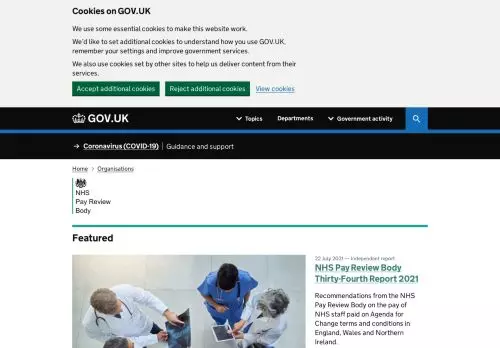 Cookies on GOV.UK
We use some essential cookies to make this website work.
We'd like to set additional cookies to understand how you use GOV.UK,
remember your settings and improve government services.
We also use cookies set by other sites to help us deliver content from their
services.
Accept additional cookies
Reject additional cookies
View cookies
GOV.UK
Topics
Departments
Government activity
→ Coronavirus (COVID-19) | Guidance and support
Home > Organisations
NHS
Pay Review
Body
Featured
22 July 2021 — Independent report
NHS Pay Review Body
Thirty-Fourth Report 2021
Recommendations from the NHS
Pay Review Body on the pay of
NHS staff paid on Agenda for
Change terms and conditions in
England, Wales and Northern
Ireland.